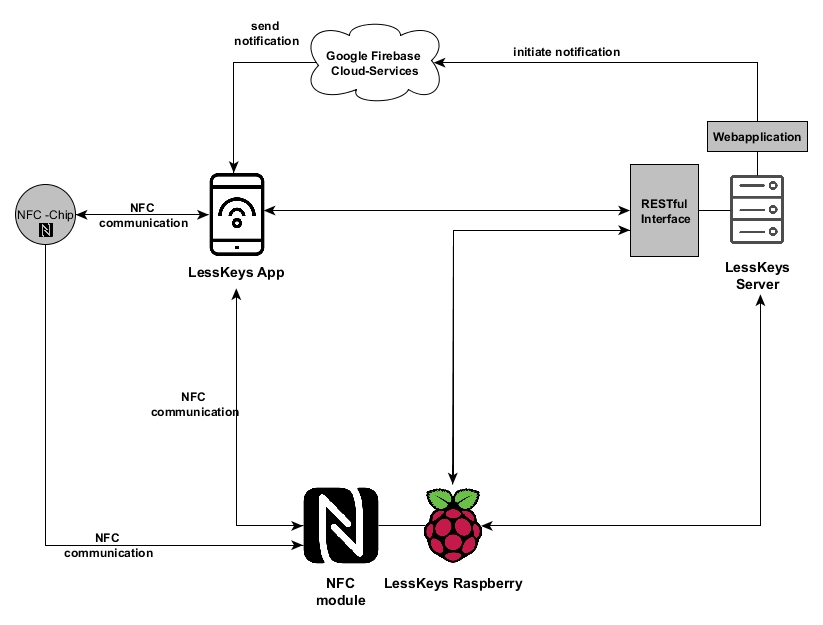 send
notification
Google Firebase
Cloud-Services
initiate notification
Webapplication
NFC -Chip
NFC
communication
RESTful
Interface
LessKeys App
LessKeys
Server
NFC
communication
NFC
communication
NFC
module
LessKeys Raspberry